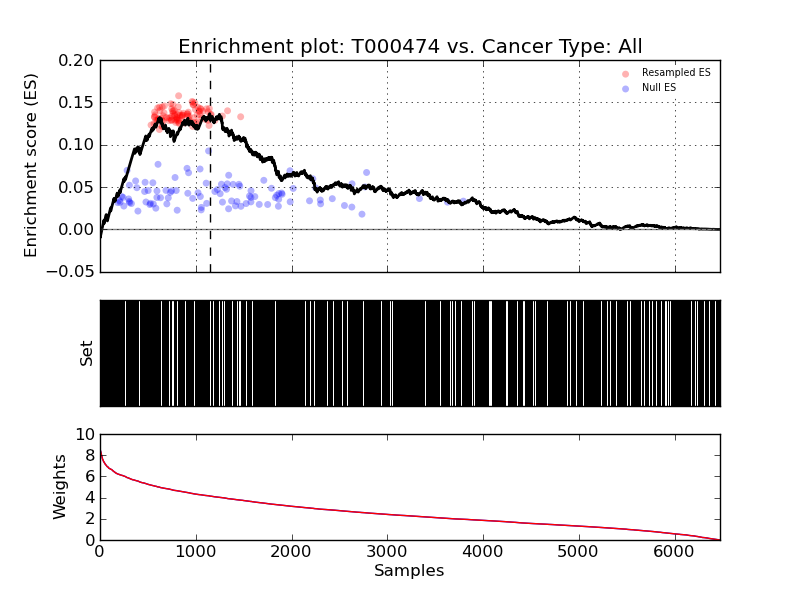 Enrichment plot: T000474 vs. Cancer Type: All
0.20
0.15
0.10
0.05
0.00
−0.05
Enrichment score (ES)
Resampled ES
Null ES
Set
10
8
6
4
2
0
Weights
0 1000 2000 3000 4000 5000 6000
Samples